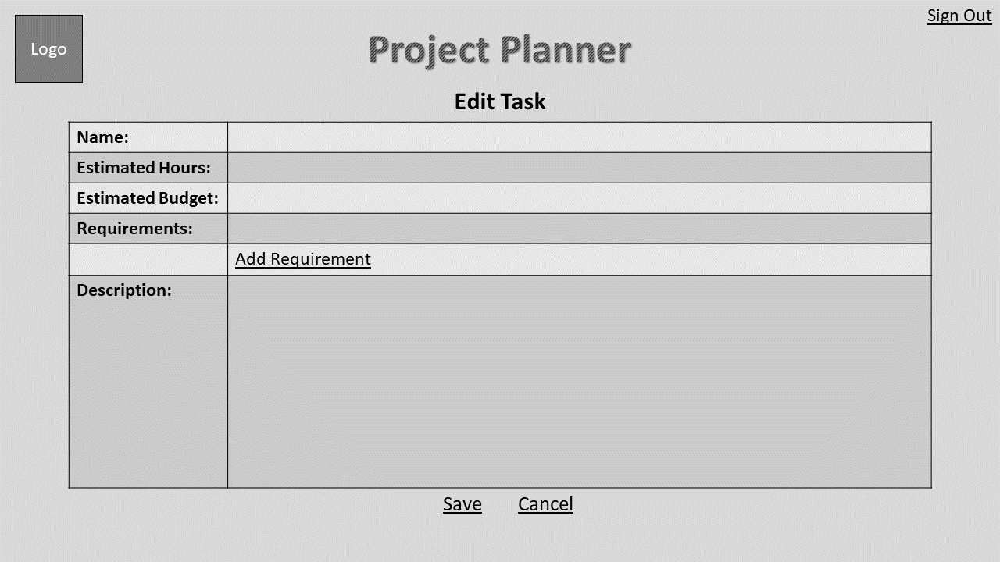 Sign Out
Logo
Project Planner
Edit Task
Name:
Estimated Hours:
Estimated Budget:
Requirements:
Add Requirement
Description:
Save Cancel